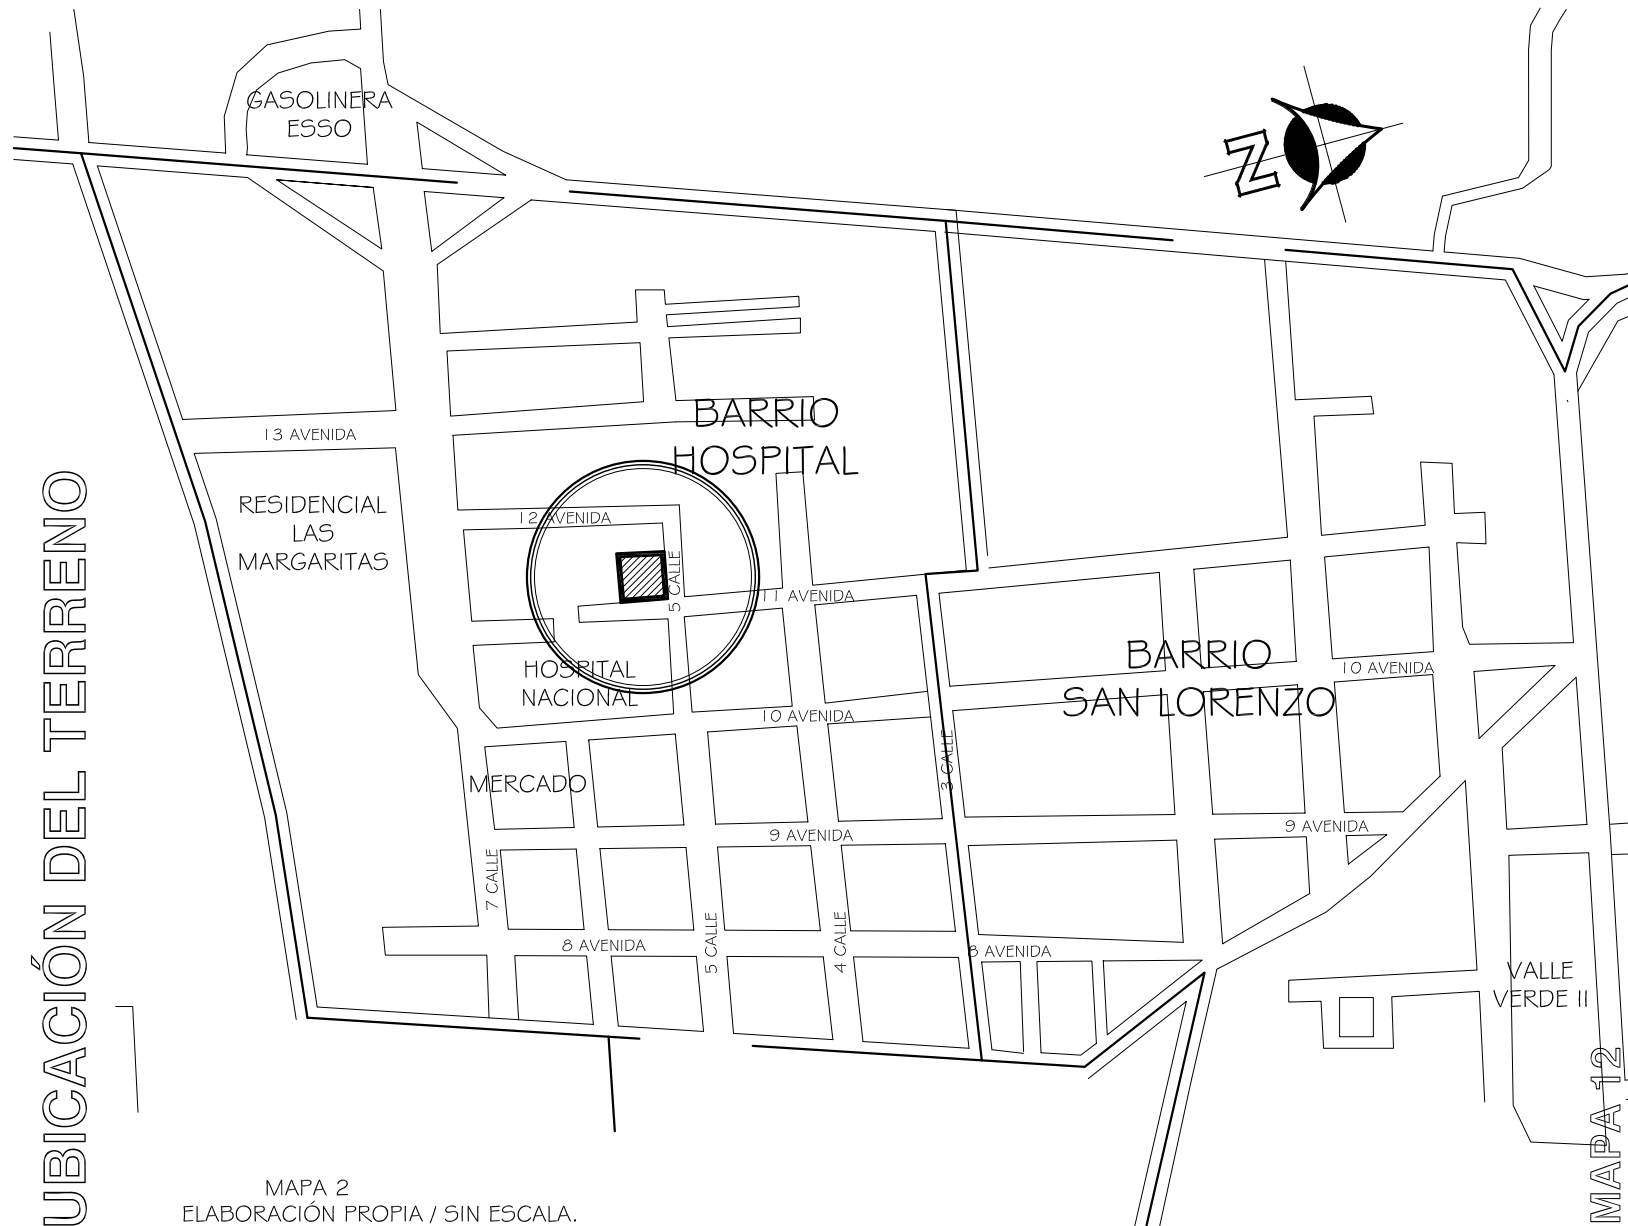 GASOLINERA
ESSO
N
13 AVENIDA
BARRIO
HOSPITAL
RESIDENCIAL
LAS
MARGARITAS
12 AVENIDA
5 CALLE
11 AVENIDA
HOSPITAL
NACIONAL
10 AVENIDA
BARRIO
SAN LORENZO
10 AVENIDA
3 CALLE
MERCADO
9 AVENIDA
9 AVENIDA
7 CALLE
8 AVENIDA
5 CALLE
4 CALLE
8 AVENIDA
VALLE
VERDE II
UBICACIÓN DEL TERRENO
MAPA 12
MAPA 2
ELABORACIÓN PROPIA / SIN ESCALA.